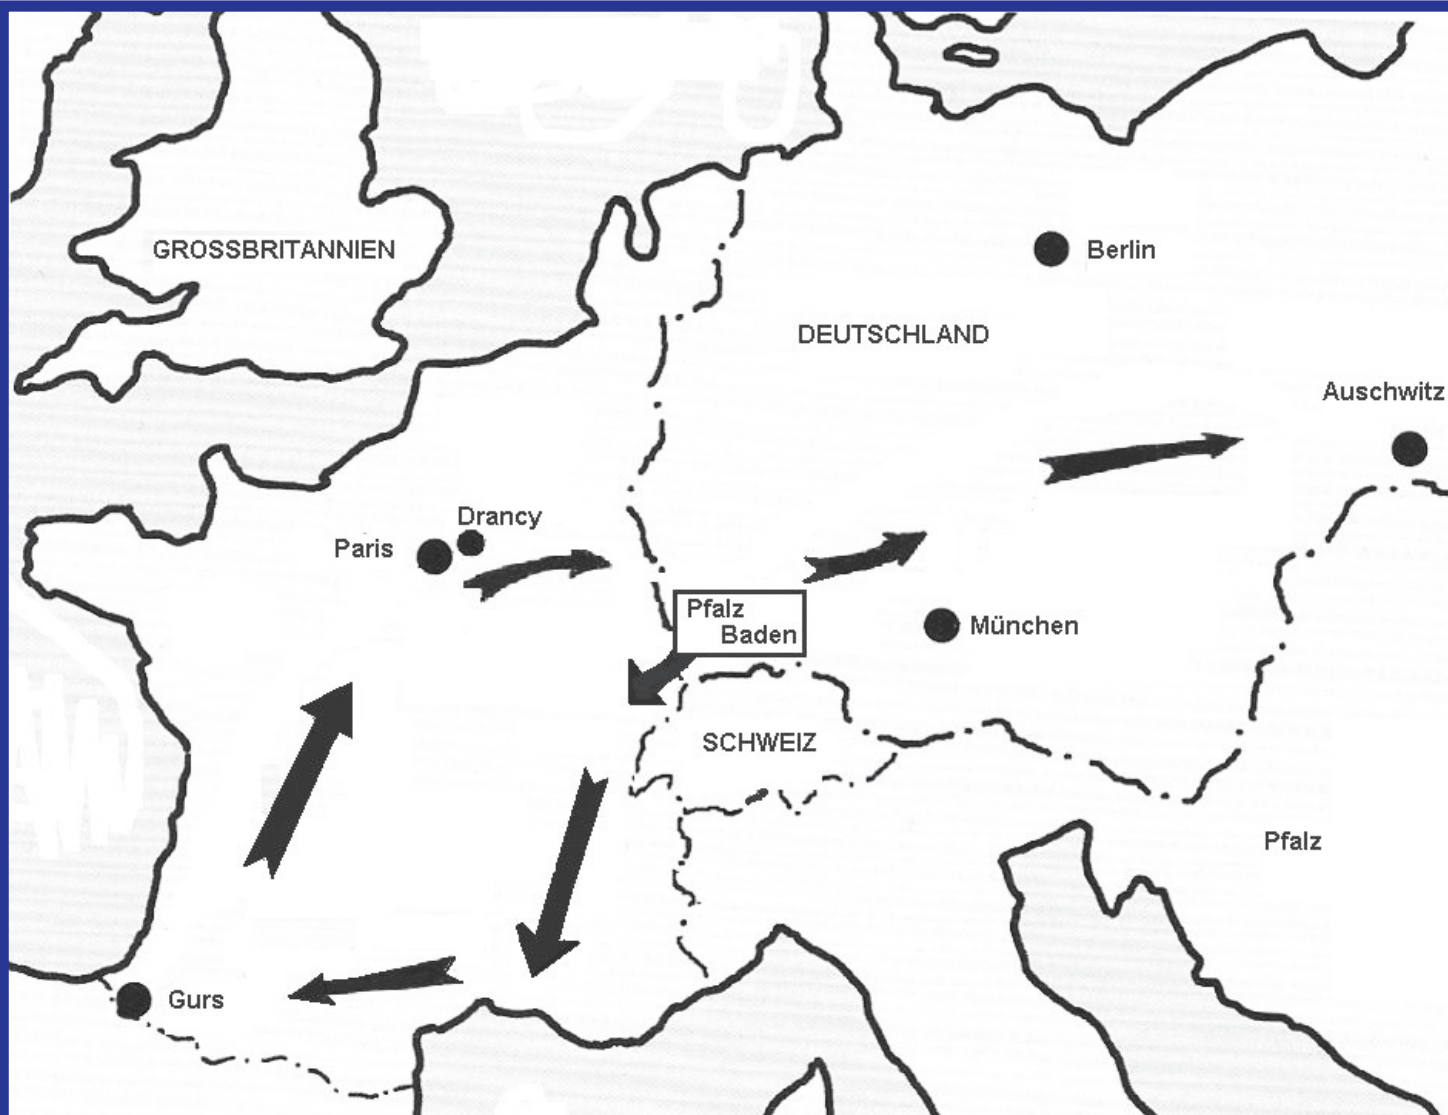 GROSSBRITANNIEN
Berlin
DEUTSCHLAND
Auschwitz
Drancy
Paris
Pfalz
Baden
München
SCHWEIZ
Pfalz
Gurs